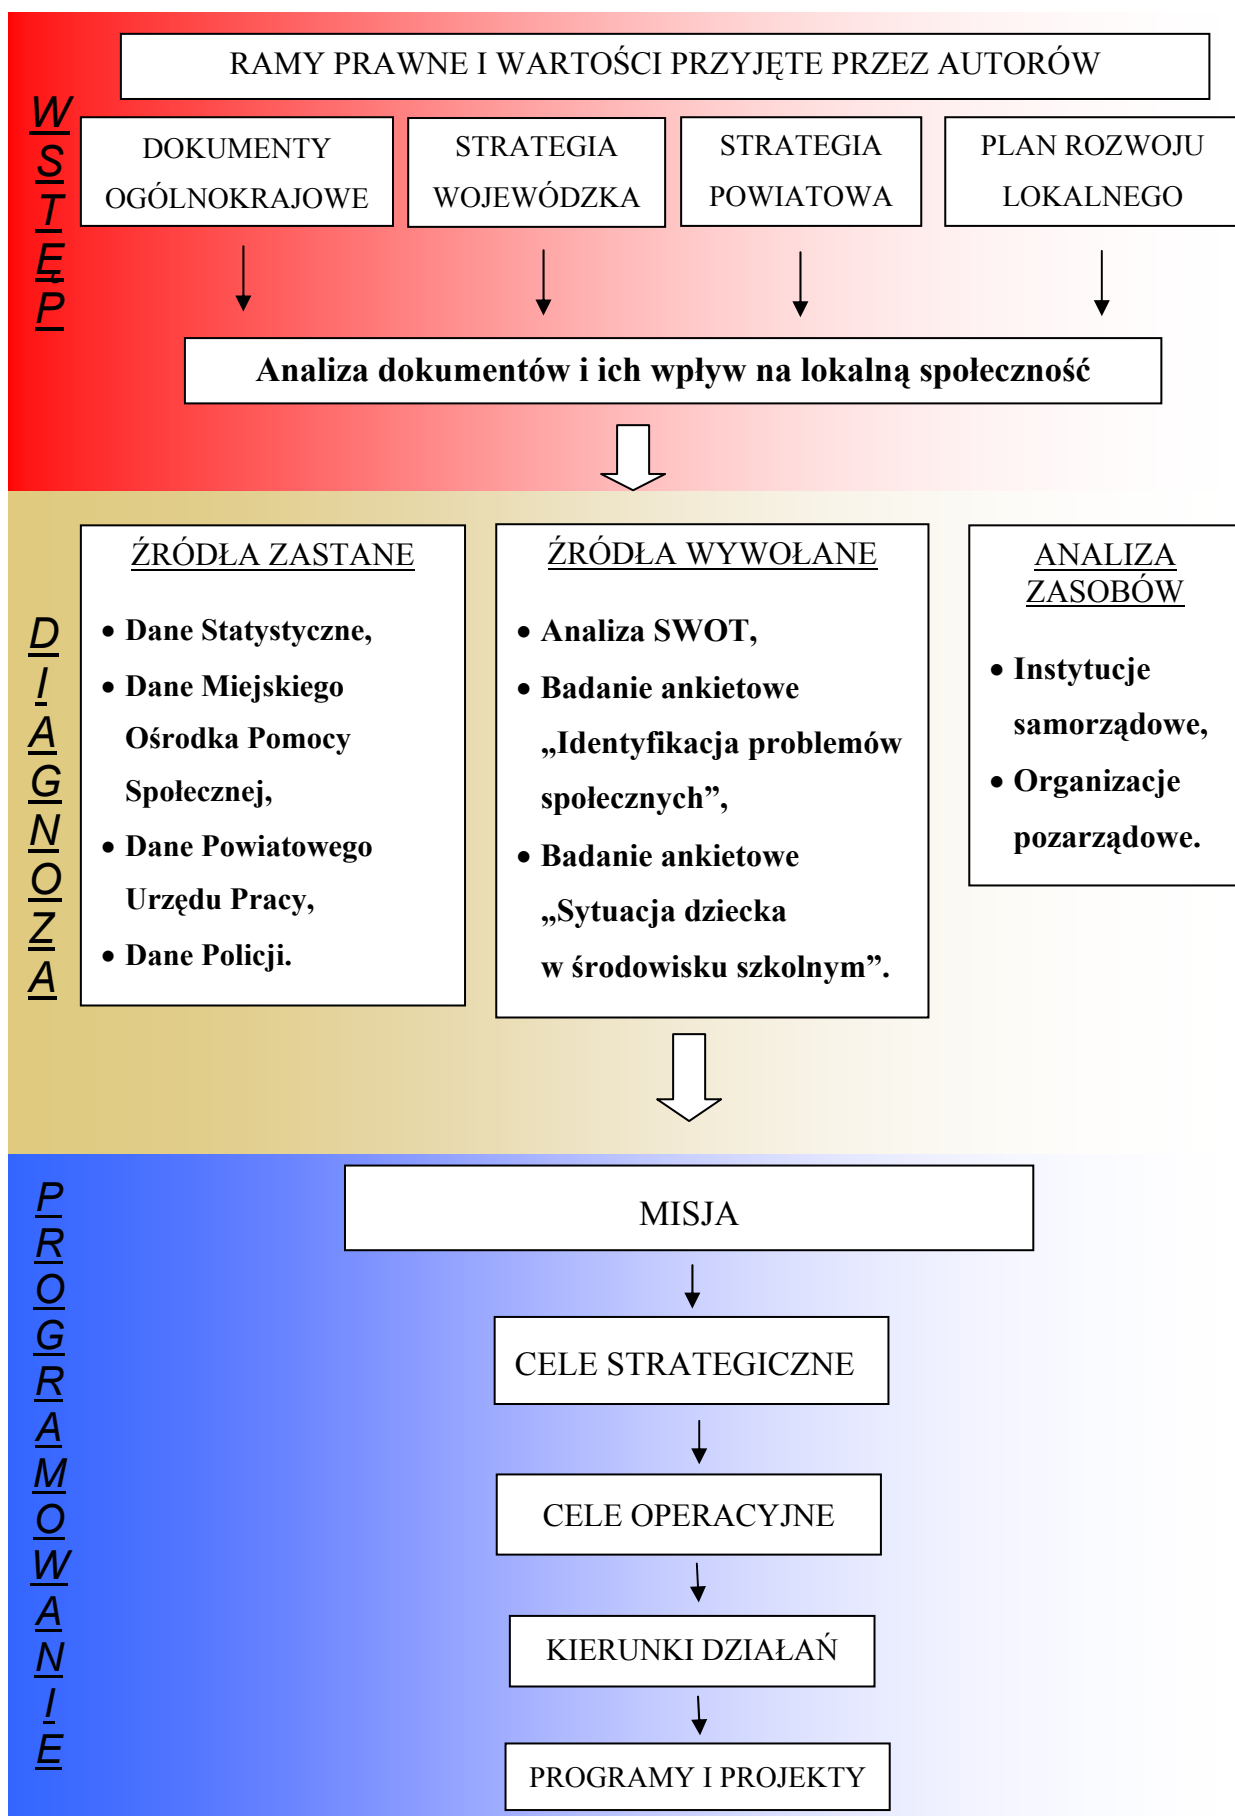 RAMY PRAWNE I WARTOŚCI PRZYJĘTE PRZEZ AUTORÓW
WSTĘP
DOKUMENTY
OGÓLNOKRAJOWE
STRATEGIA
WOJEWÓDZKA
STRATEGIA
POWIATOWA
PLAN ROZWOJU
LOKALNEGO
Analiza dokumentów i ich wpływ na lokalną społeczność
DIAGNOZA
ŹRÓDŁA ZASTANE
• Dane Statystyczne,
• Dane Miejskiego
Ośrodka Pomocy
Społecznej,
• Dane Powiatowego
Urzędu Pracy,
• Dane Policji.
ŹRÓDŁA WYWOŁANE
• Analiza SWOT,
• Badanie ankietowe
„Identyfikacja problemów
społecznych”,
• Badanie ankietowe
„Sytuacja dziecka
w środowisku szkolnym”.
ANALIZA
ZASOBÓW
• Instytucje
samorządowe,
• Organizacje
pozarządowe.
PROGRAMOWANIE
MISJA
CELE STRATEGICZNE
CELE OPERACYJNE
KIERUNKI DZIAŁAŃ
PROGRAMY I PROJEKTY